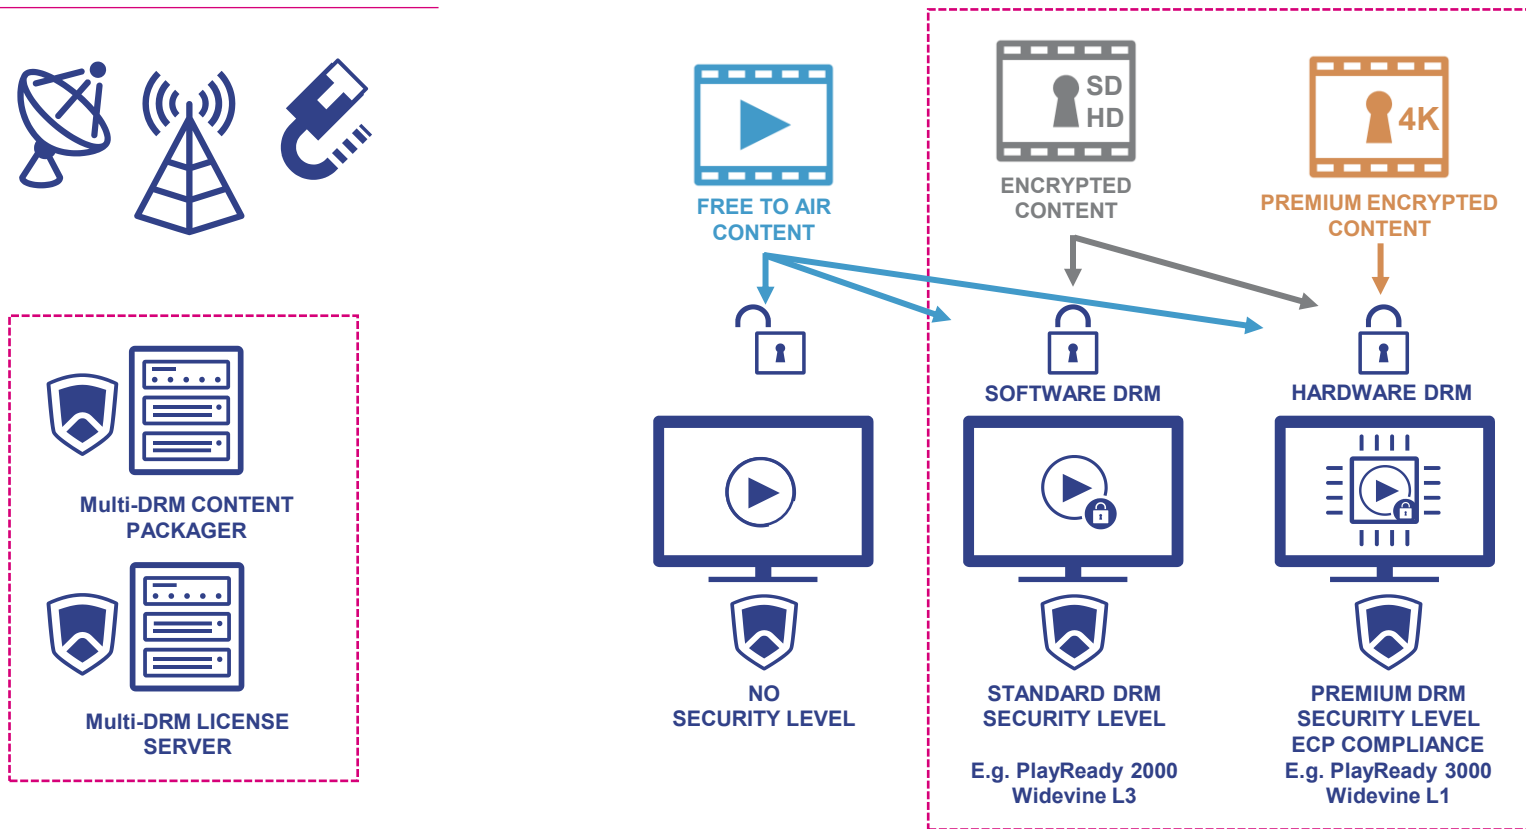 Multi-DRM CONTENT
PACKAGER
Multi-DRM LICENSE
SERVER
FREE TO AIR
CONTENT
SD
HD
ENCRYPTED
CONTENT
4K
PREMIUM ENCRYPTED
CONTENT
SOFTWARE DRM
HARDWARE DRM
NO
SECURITY LEVEL
STANDARD DRM
SECURITY LEVEL
E.g. PlayReady 2000
Widevine L3
PREMIUM DRM
SECURITY LEVEL
ECP COMPLIANCE
E.g. PlayReady 3000
Widevine L1